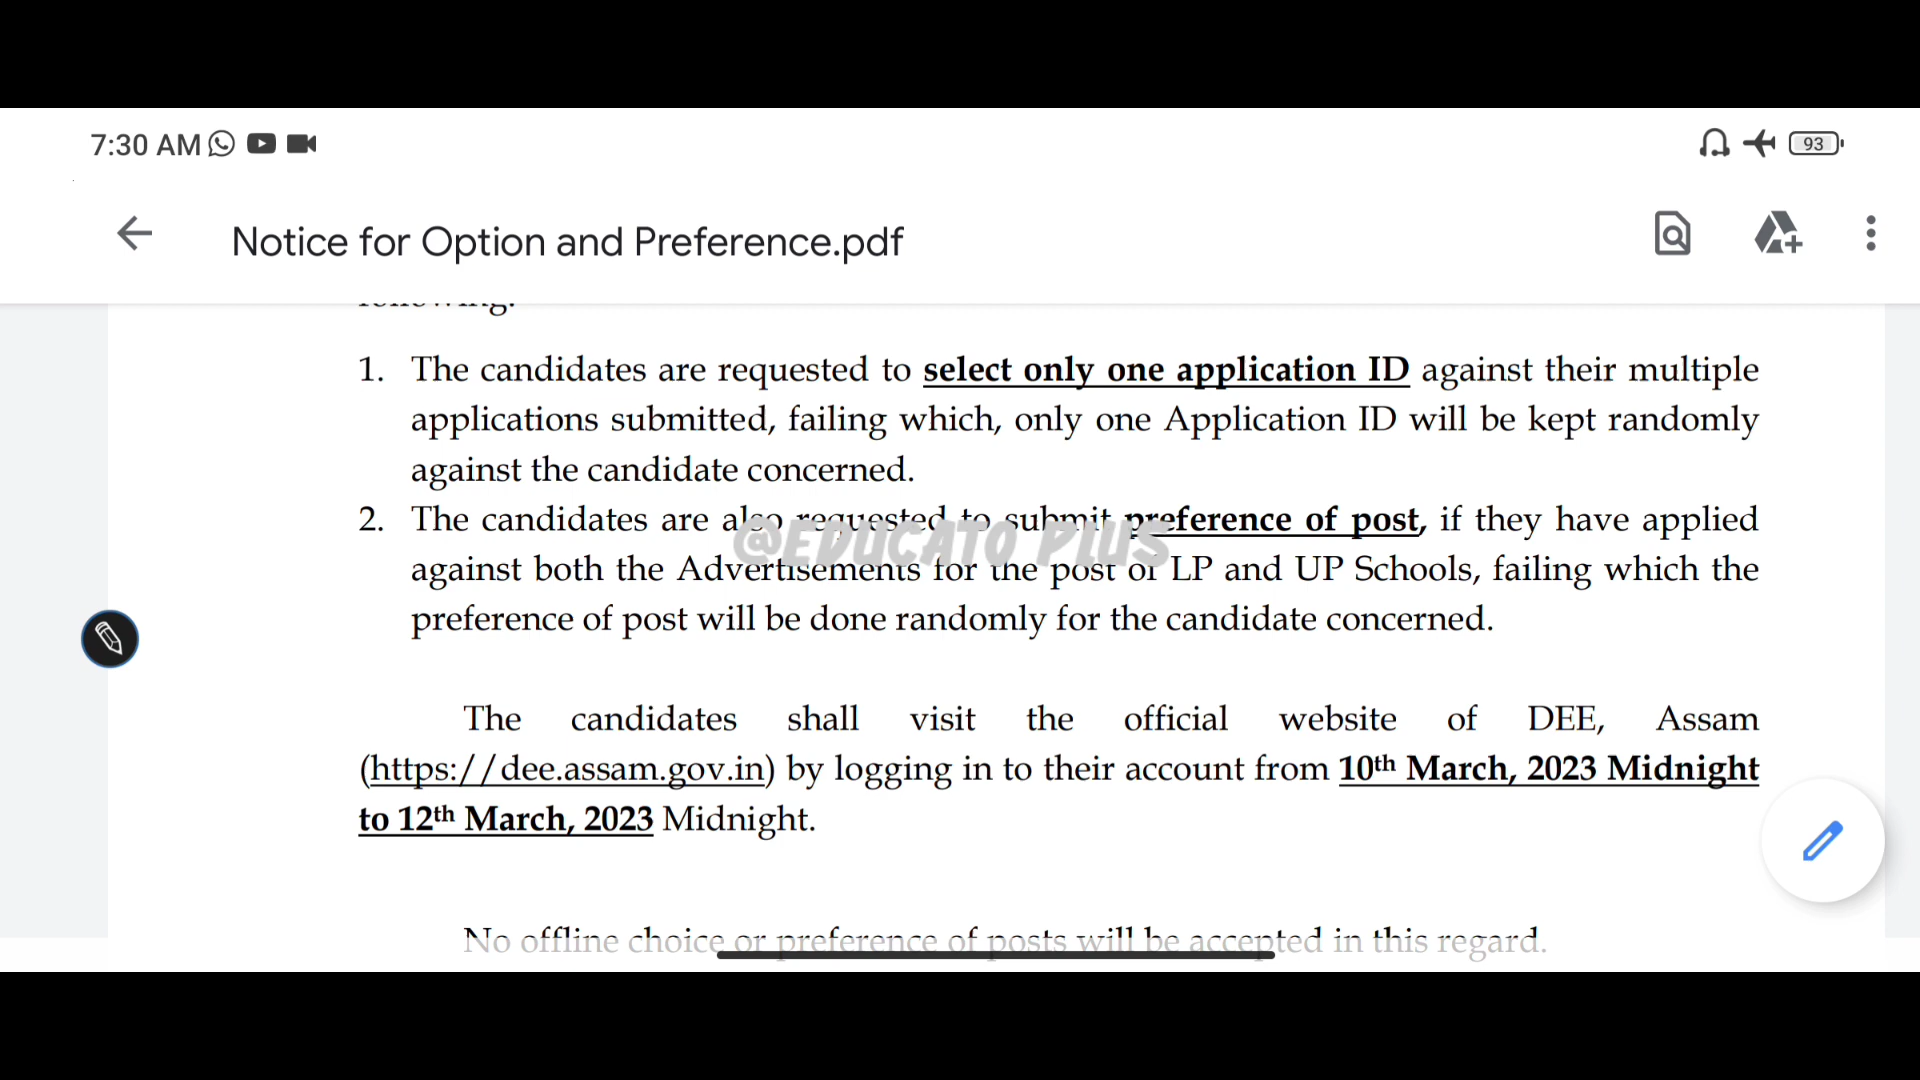 7:30 AM
93
Notice for Option and Preference.pdf
following:
1. The candidates are requested to select only one application ID against their multiple
applications submitted, failing which, only one Application ID will be kept randomly
against the candidate concerned.
2. The candidates are also requested to submit preference of post, if they have applied
@EDUCATO PLUS
against both the Advertisements for the post of LP and UP Schools, failing which the
preference of post will be done randomly for the candidate concerned.
The candidates shall visit the official website of DEE, Assam
(https://dee.assam.gov.in) by logging in to their account from 10th March, 2023 Midnight
to 12th March, 2023 Midnight.
No offline choice or preference of posts will be accepted in this regard.